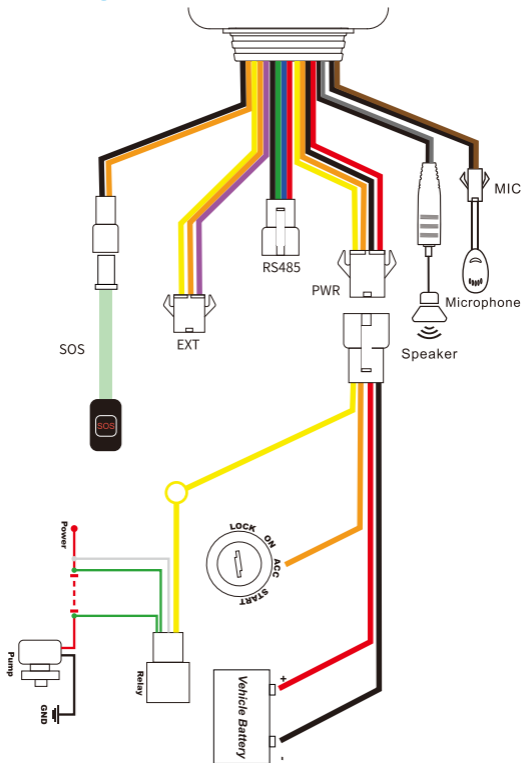 MIC
RS485
PWR
Microphone
EXT
SOS
Speaker
SOS
LOCK
ON
ACC
START
Power
Pump
GND
Relay
+
Vehicle Battery
-